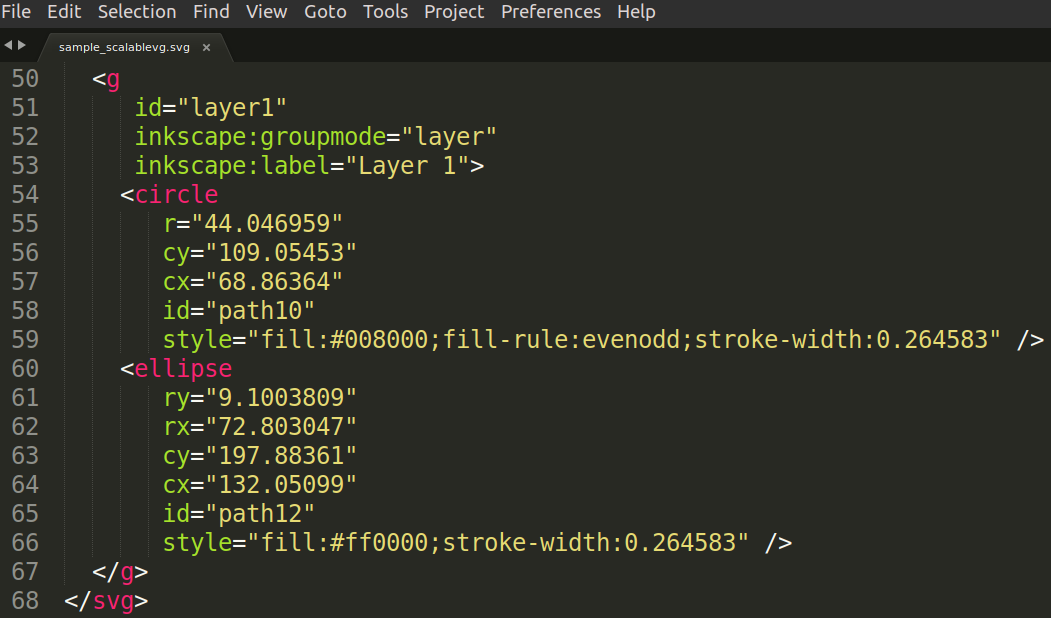 File Edit Selection Find View Goto Tools Project Preferences Help
sample_scalablevg.svg ×
50 <g
51 id="layer1"
52 inkscape:groupmode="layer"
53 inkscape:label="Layer 1">
54 <circle
55 r="44.046959"
56 cy="109.05453"
57 cx="68.86364"
58 id="path10"
59 style="fill:#008000;fill-rule:evenodd;stroke-width:0.264583" />
60 <ellipse
61 ry="9.1003809"
62 rx="72.803047"
63 cy="197.88361"
64 cx="132.05099"
65 id="path12"
66 style="fill:#ff0000;stroke-width:0.264583" />
67 </g>
68 </svg>